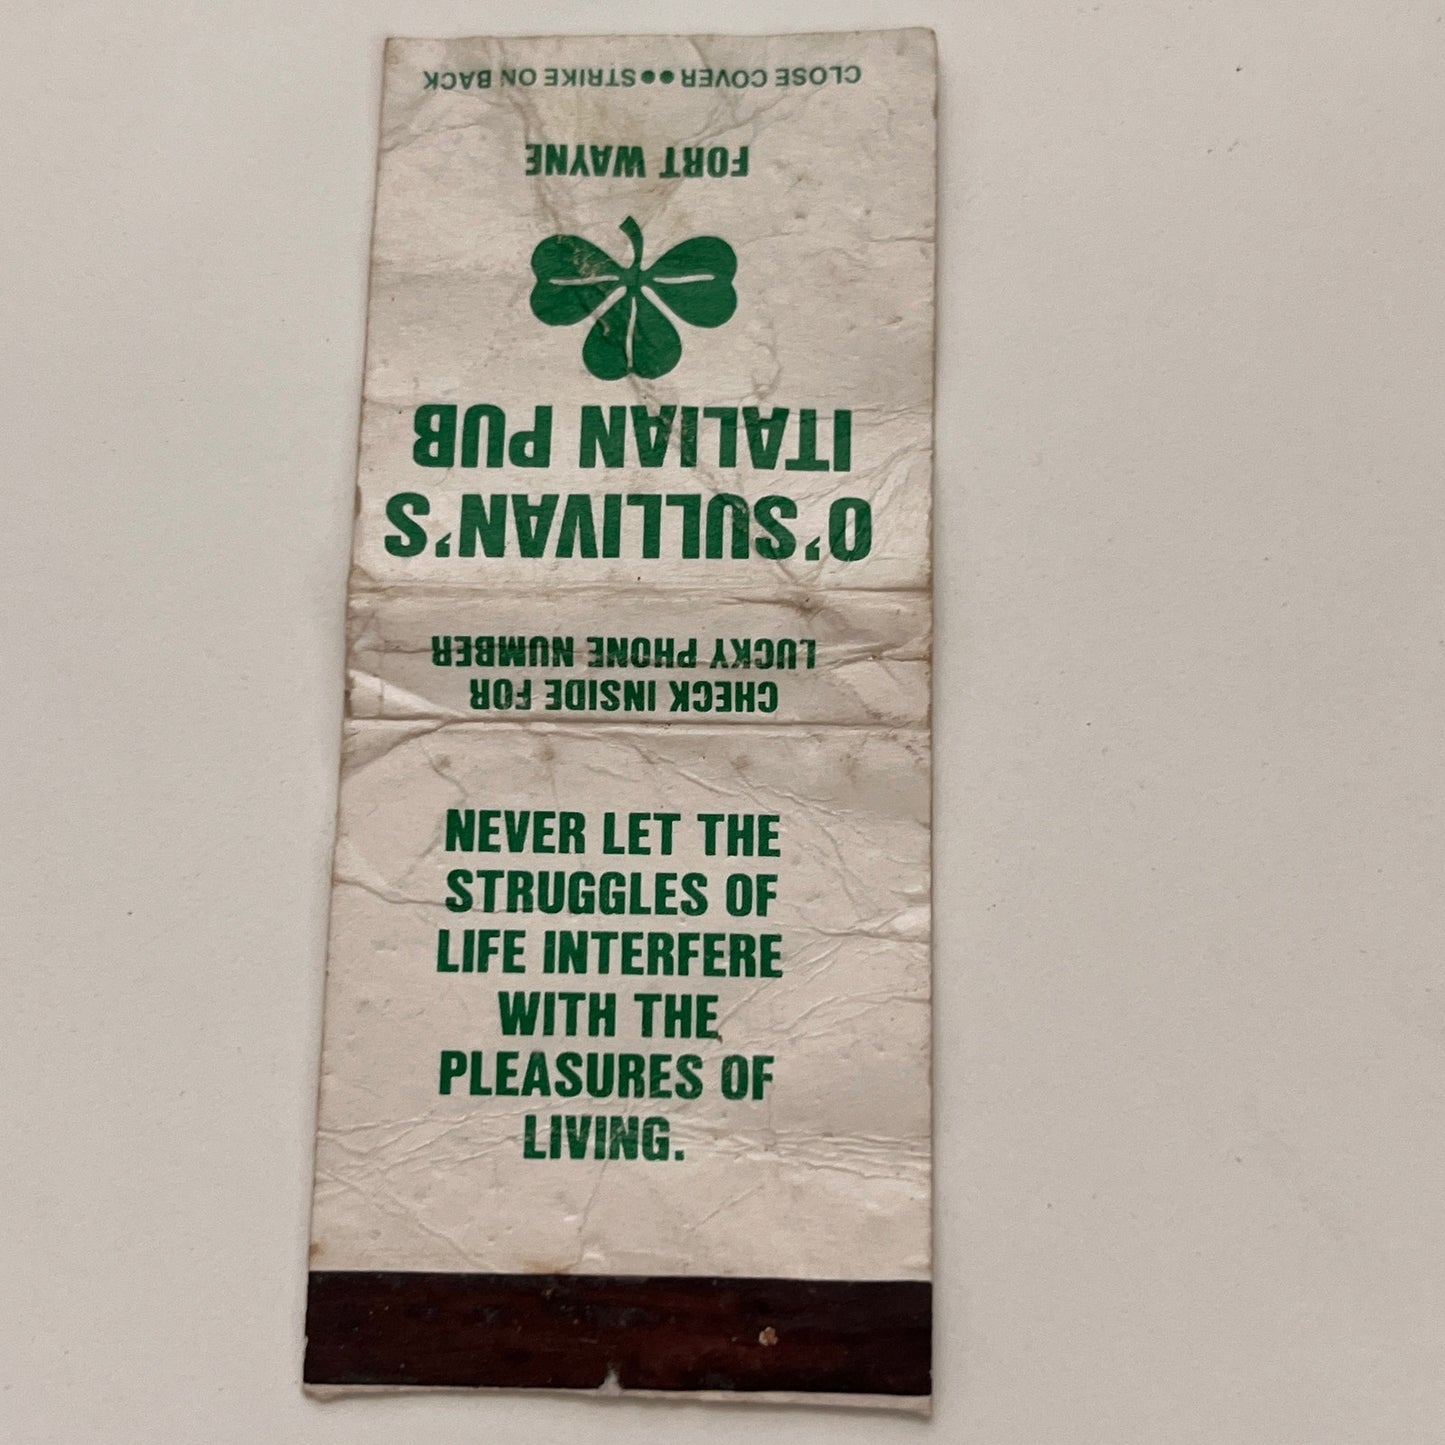 CLOSE COVER●●STRIKE ON BACK
FORT WAYNE
O'SULLIVAN'S
ITALIAN PUB
CHECK INSIDE FOR
LUCKY PHONE NUMBER
NEVER LET THE
STRUGGLES OF
LIFE INTERFERE
WITH THE
PLEASURES OF
LIVING.